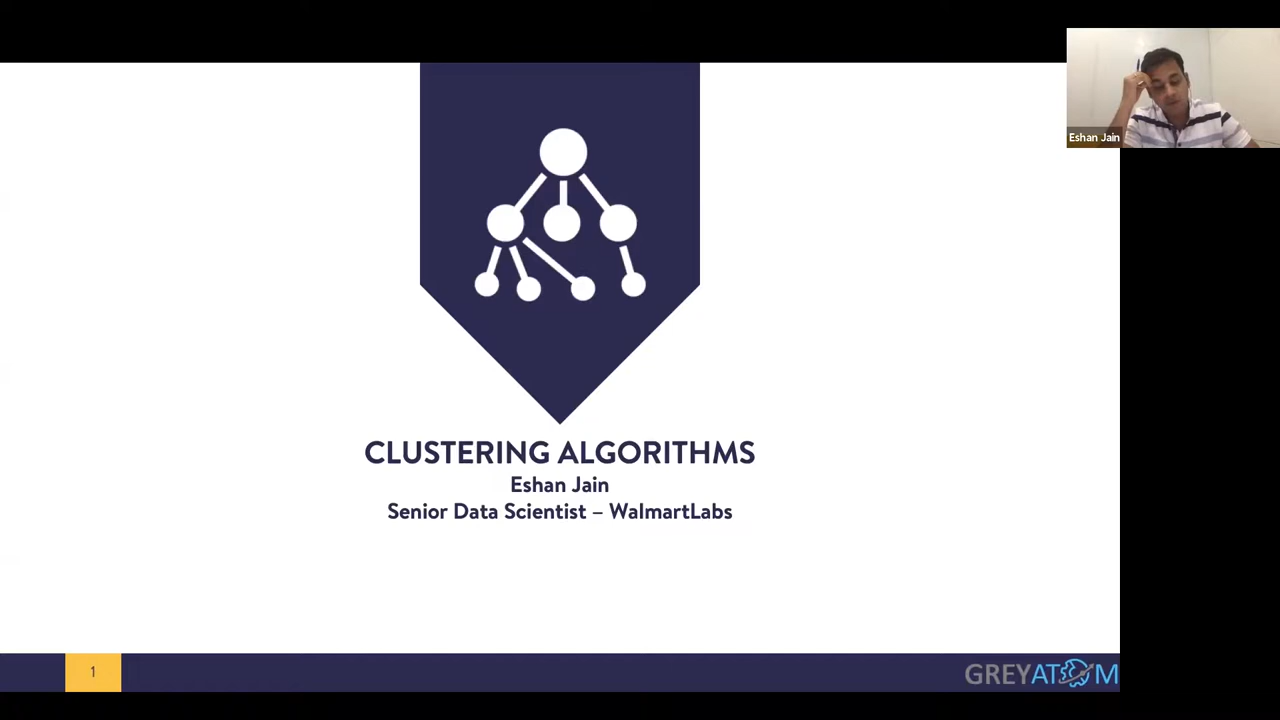 Eshan Jain
CLUSTERING ALGORITHMS
Eshan Jain
Senior Data Scientist – WalmartLabs
1
GREYATOM